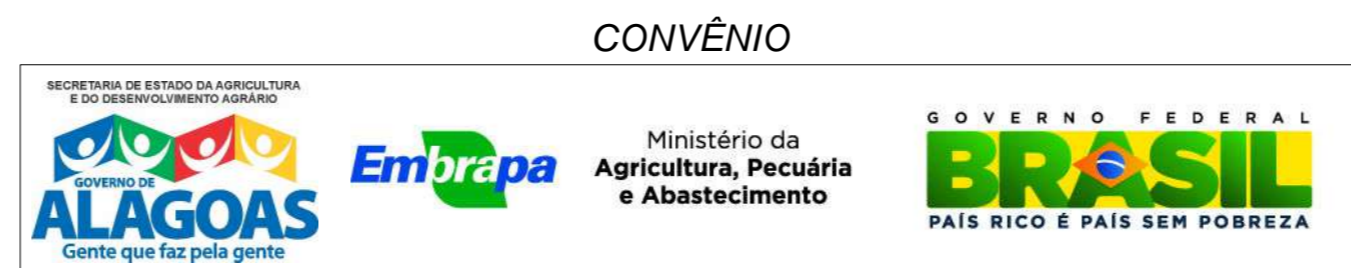 CONVÊNIO
SECRETARIA DE ESTADO DA AGRICULTURA
E DO DESENVOLVIMENTO AGRÁRIO
GOVERNO DE
ALAGOAS
Gente que faz pela gente
Embrapa
Ministério da
Agricultura, Pecuária
e Abastecimento
GOVERNO FEDERAL
BRASIL
PAÍS RICO É PAÍS SEM POBREZA